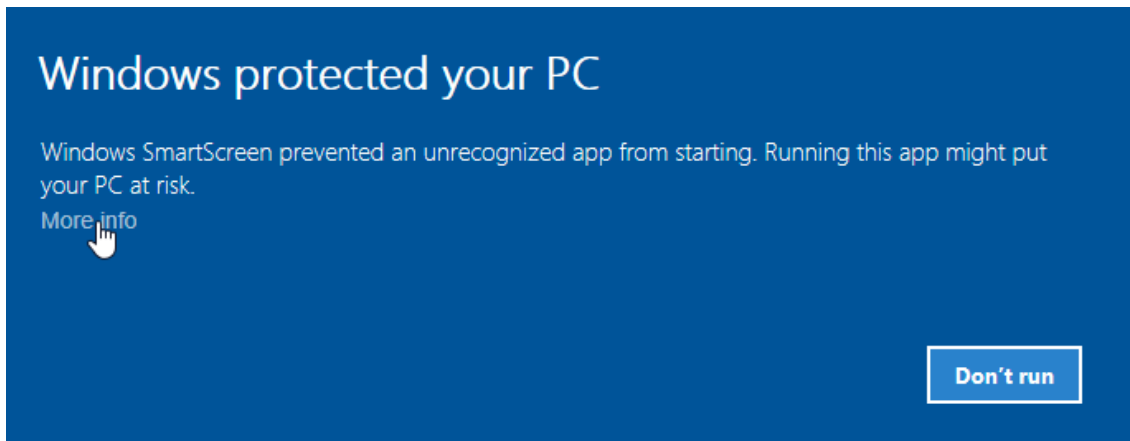 Windows protected your PC
Windows SmartScreen prevented an unrecognized app from starting. Running this app might put
your PC at risk.
More info
Don't run